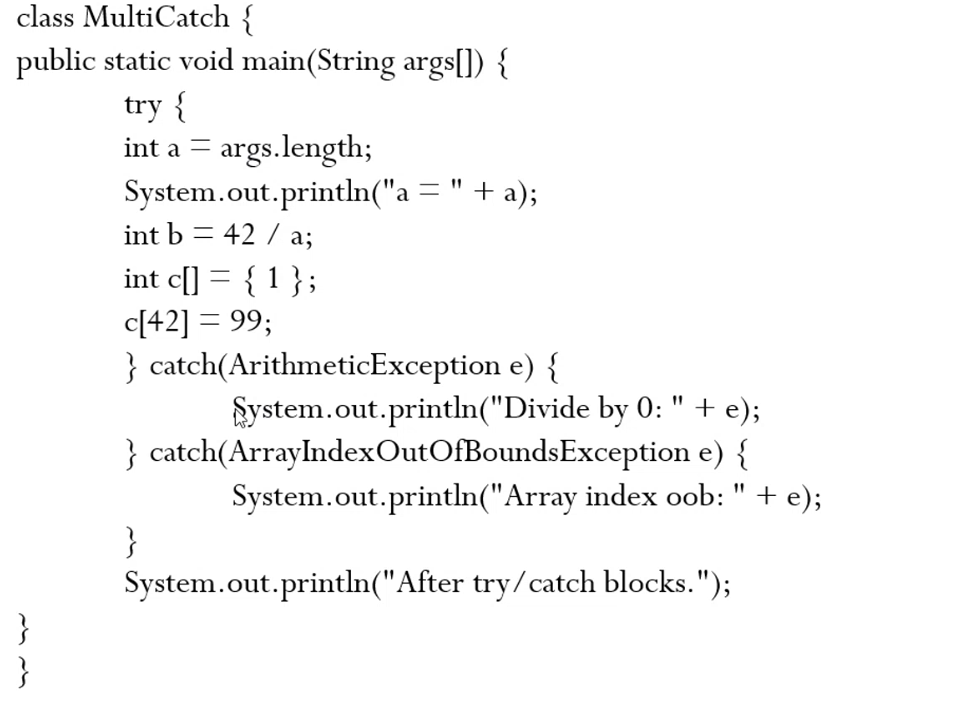 class MultiCatch {
public static void main(String args[]) {
try {
int a = args.length;
System.out.println("a = " + a);
int b = 42 / a;
int c[] = { 1 };
c[42] = 99;
} catch(ArithmeticException e) {
System.out.println("Divide by 0: " + e);
} catch(ArrayIndexOutOfBoundsException e) {
System.out.println("Array index oob: " + e);
}
System.out.println("After try/catch blocks.");
}
}